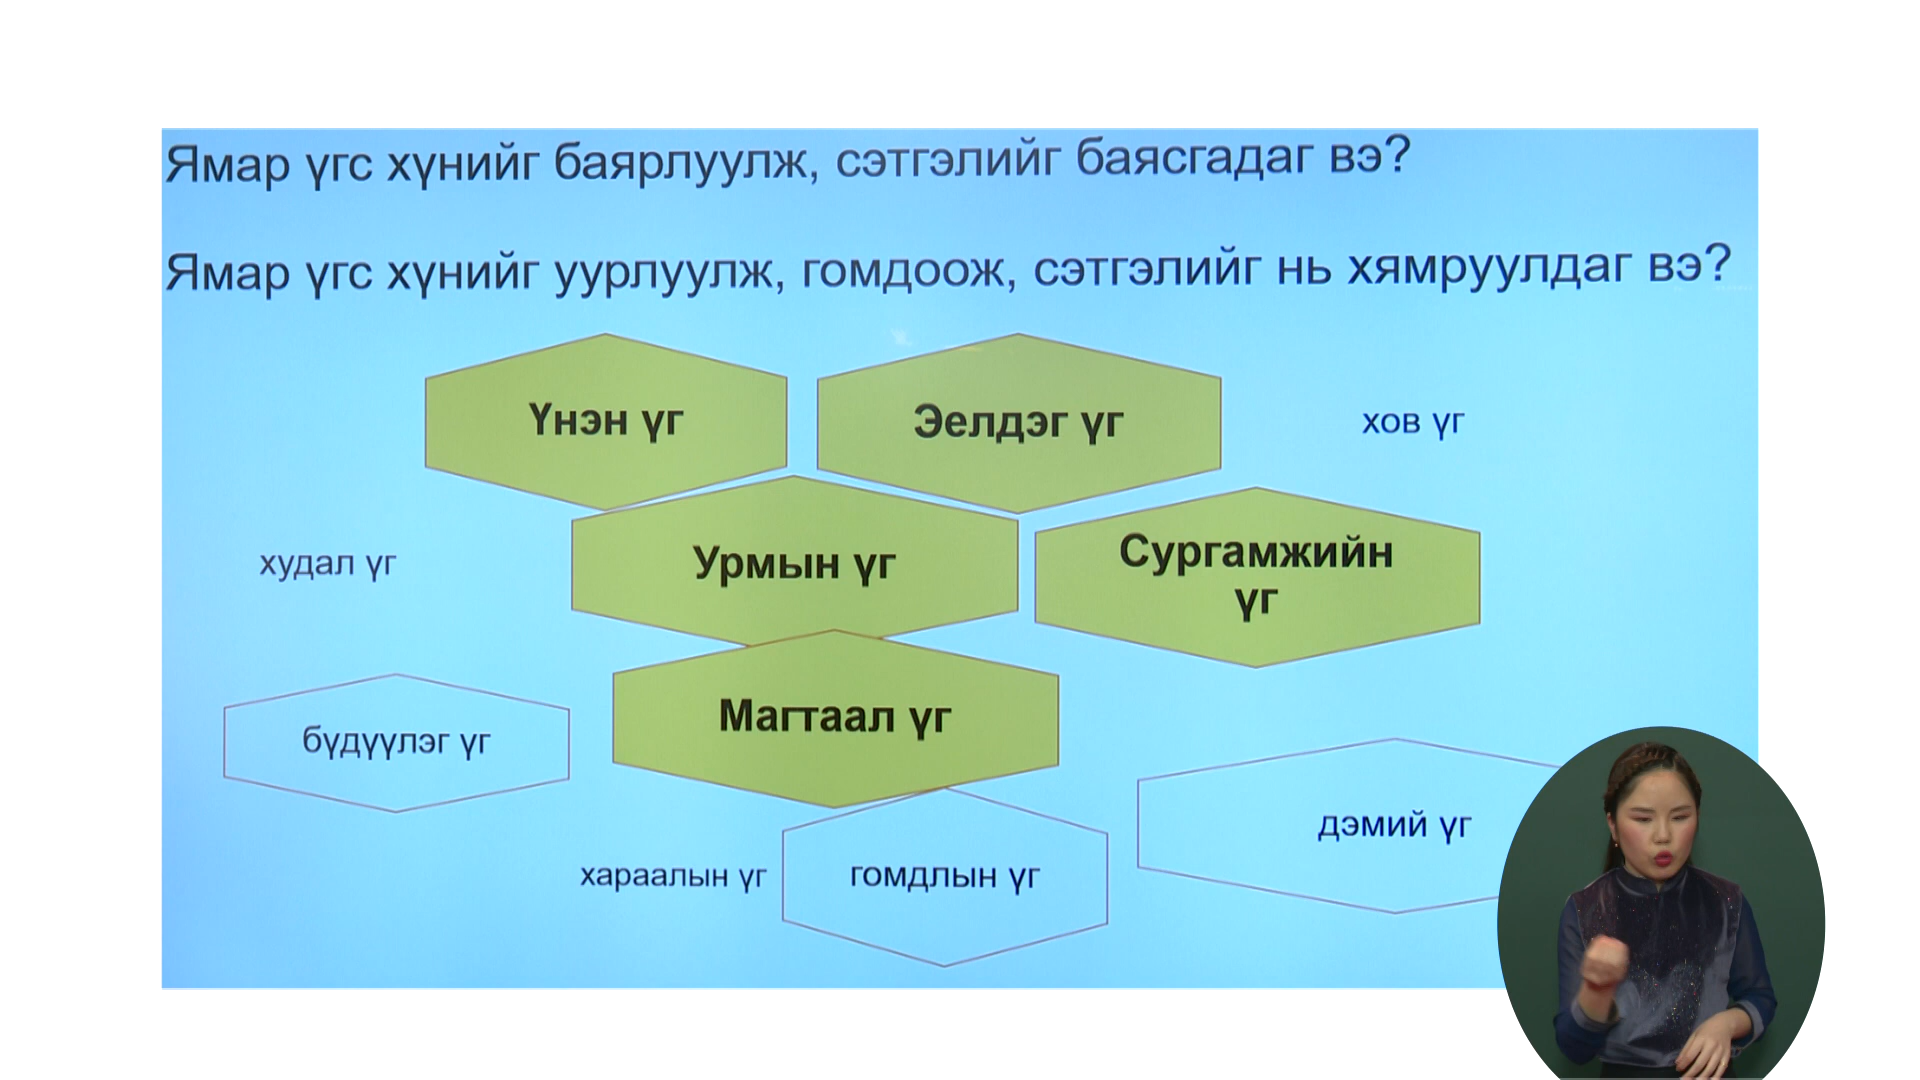 Ямар үгс хүнийг баярлуулж, сэтгэлийг баясгадаг вэ?
Ямар үгс хүнийг уурлуулж, гомдоож, сэтгэлийг нь хямруулдаг вэ?
Үнэн үг
Эелдэг үг
хов үг
худал үг
Урмын үг
Сургамжийн
үг
бүдүүлэг үг
Магтаал үг
дэмий үг
хараалын үг
гомдлын үг